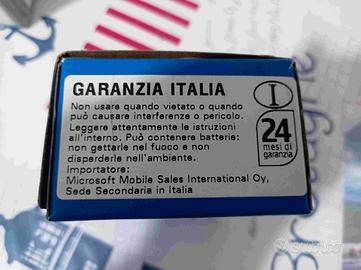 GARANZIA ITALIA
Non usare quando vietato o quando
può causare interferenze o pericolo.
Leggere attentamente le istruzioni
all'interno. Può contenere batterie:
non gettarle nel fuoco e non
disperderle nell'ambiente.
Importatore:
Microsoft Mobile Sales International Oy,
Sede Secondaria in Italia
I
24
mesi di
garanzia